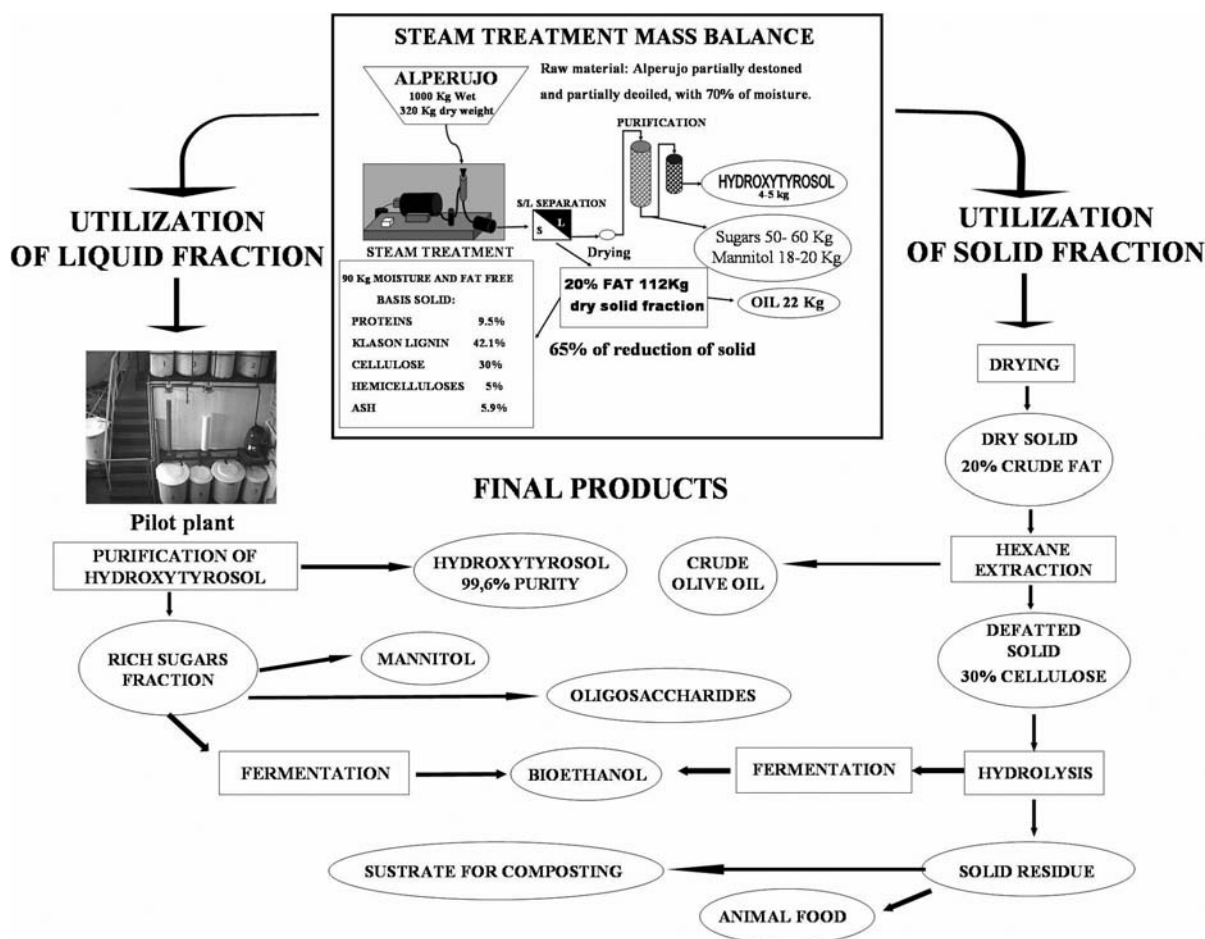 STEAM TREATMENT MASS BALANCE
ALPERUJO
1000 Kg Wet
320 Kg dry weight
Raw material: Alperujo partially destoned
and partially deoiled, with 70% of moisture.
PURIFICATION
HYDROXYTYROSOL
4-5 kg
S/L SEPARATION
L
S
Drying
STEAM TREATMENT
Sugars 50- 60 Kg
Mannitol 18-20 Kg
20% FAT 112Kg
dry solid fraction
OIL 22 Kg
65% of reduction of solid
90 Kg MOISTURE AND FAT FREE
BASIS SOLID:
PROTEINS 9.5%
KLASON LIGNIN 42.1%
CELLULOSE 30%
HEMICELLULOSES 5%
ASH 5.9%
UTILIZATION
OF LIQUID FRACTION
Pilot plant
PURIFICATION OF
HYDROXYTYROSOL
RICH SUGARS
FRACTION
FERMENTATION
FINAL PRODUCTS
HYDROXYTYROSOL
99,6% PURITY
CRUDE
OLIVE OIL
MANNITOL
OLIGOSACCHARIDES
BIOETHANOL
FERMENTATION
SUSTRATE FOR COMPOSTING
ANIMAL FOOD
UTILIZATION
OF SOLID FRACTION
DRYING
DRY SOLID
20% CRUDE FAT
HEXANE
EXTRACTION
DEFATTED
SOLID
30% CELLULOSE
HYDROLYSIS
SOLID RESIDUE